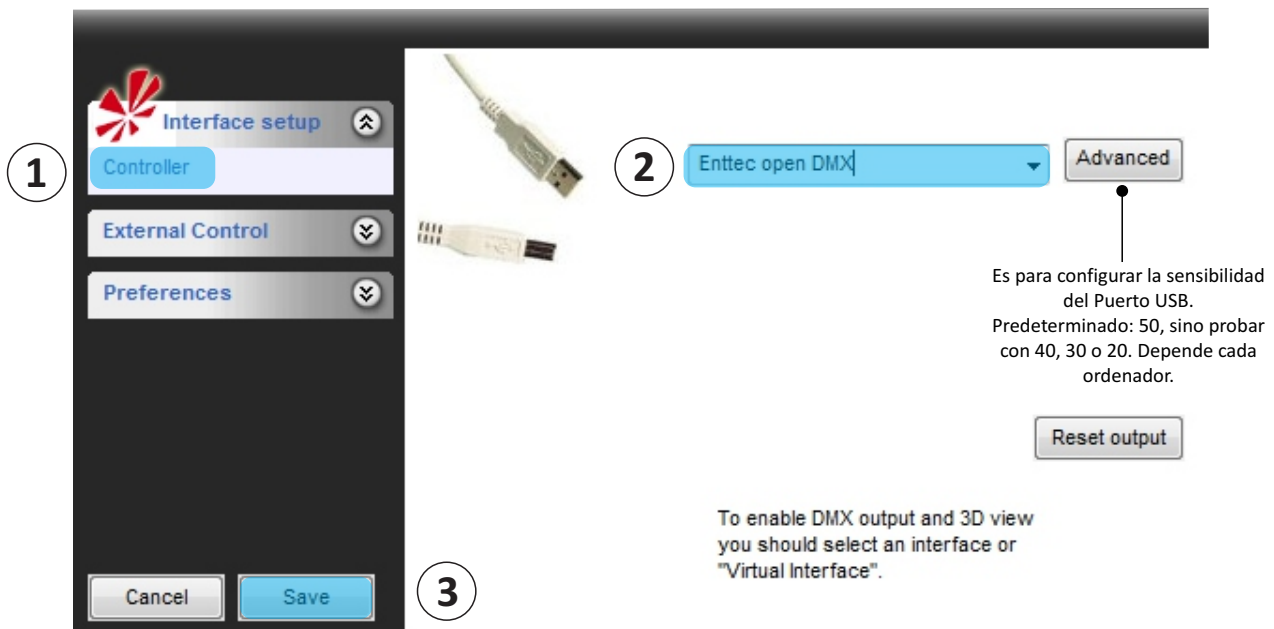 Interface setup
1
Controller
External Control
Preferences
Cancel
Save
3
2
Enttec open DMX
Advanced
Es para configurar la sensibilidad
del Puerto USB.
Predeterminado: 50, sino probar
con 40, 30 o 20. Depende cada
ordenador.
Reset output
To enable DMX output and 3D view
you should select an interface or
"Virtual Interface".